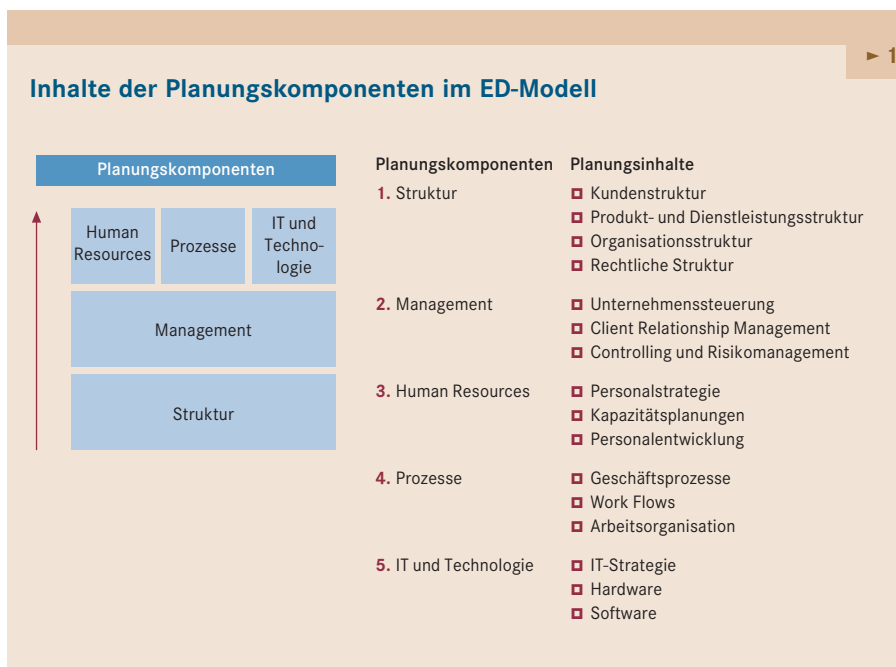 ► 1
Inhalte der Planungskomponenten im ED-Modell
Planungskomponenten
Human
Resources
Prozesse
IT und
Techno-
logie
Management
Struktur
Planungskomponenten Planungsinhalte
1. Struktur
Kundenstruktur
Produkt- und Dienstleistungsstruktur
Organisationsstruktur
Rechtliche Struktur
2. Management
Unternehmenssteuerung
Client Relationship Management
Controlling und Risikomanagement
3. Human Resources
Personalstrategie
Kapazitätsplanungen
Personalentwicklung
4. Prozesse
Geschäftsprozesse
Work Flows
Arbeitsorganisation
5. IT und Technologie
IT-Strategie
Hardware
Software